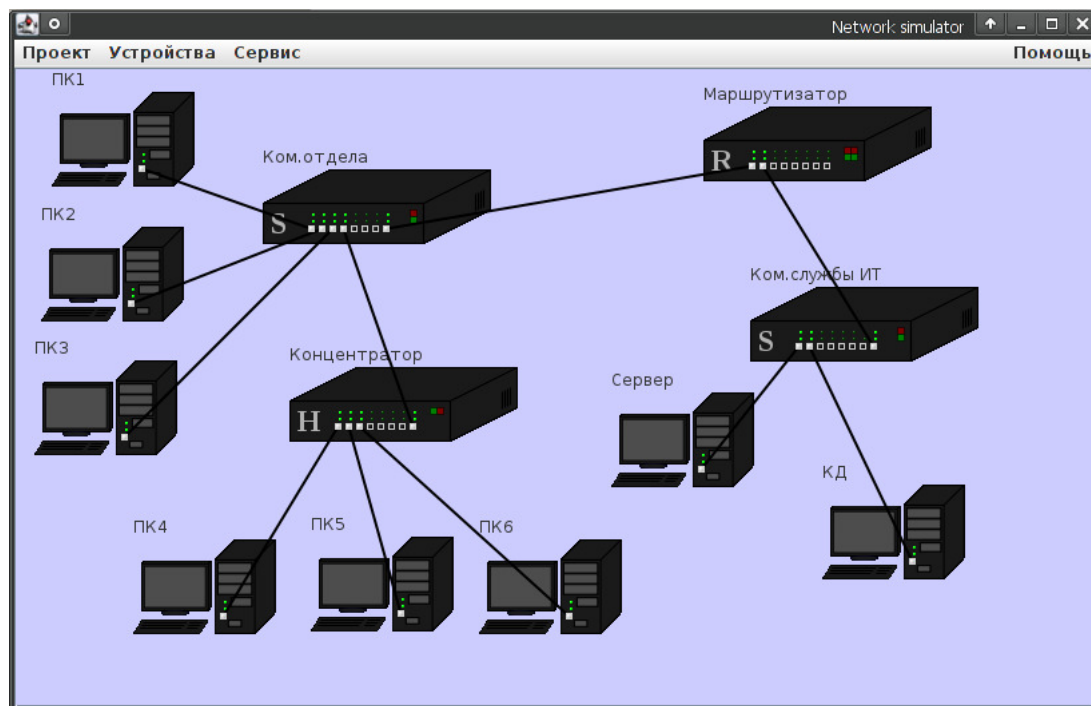 Network simulator
Проект Устройства Сервис Помощь
ПК1
Маршрутизатор
R
Ком.отдела
S
ПК2
Ком.службы ИТ
S
ПК3
Концентратор
H
Сервер
КД
ПК4
ПК5
ПК6